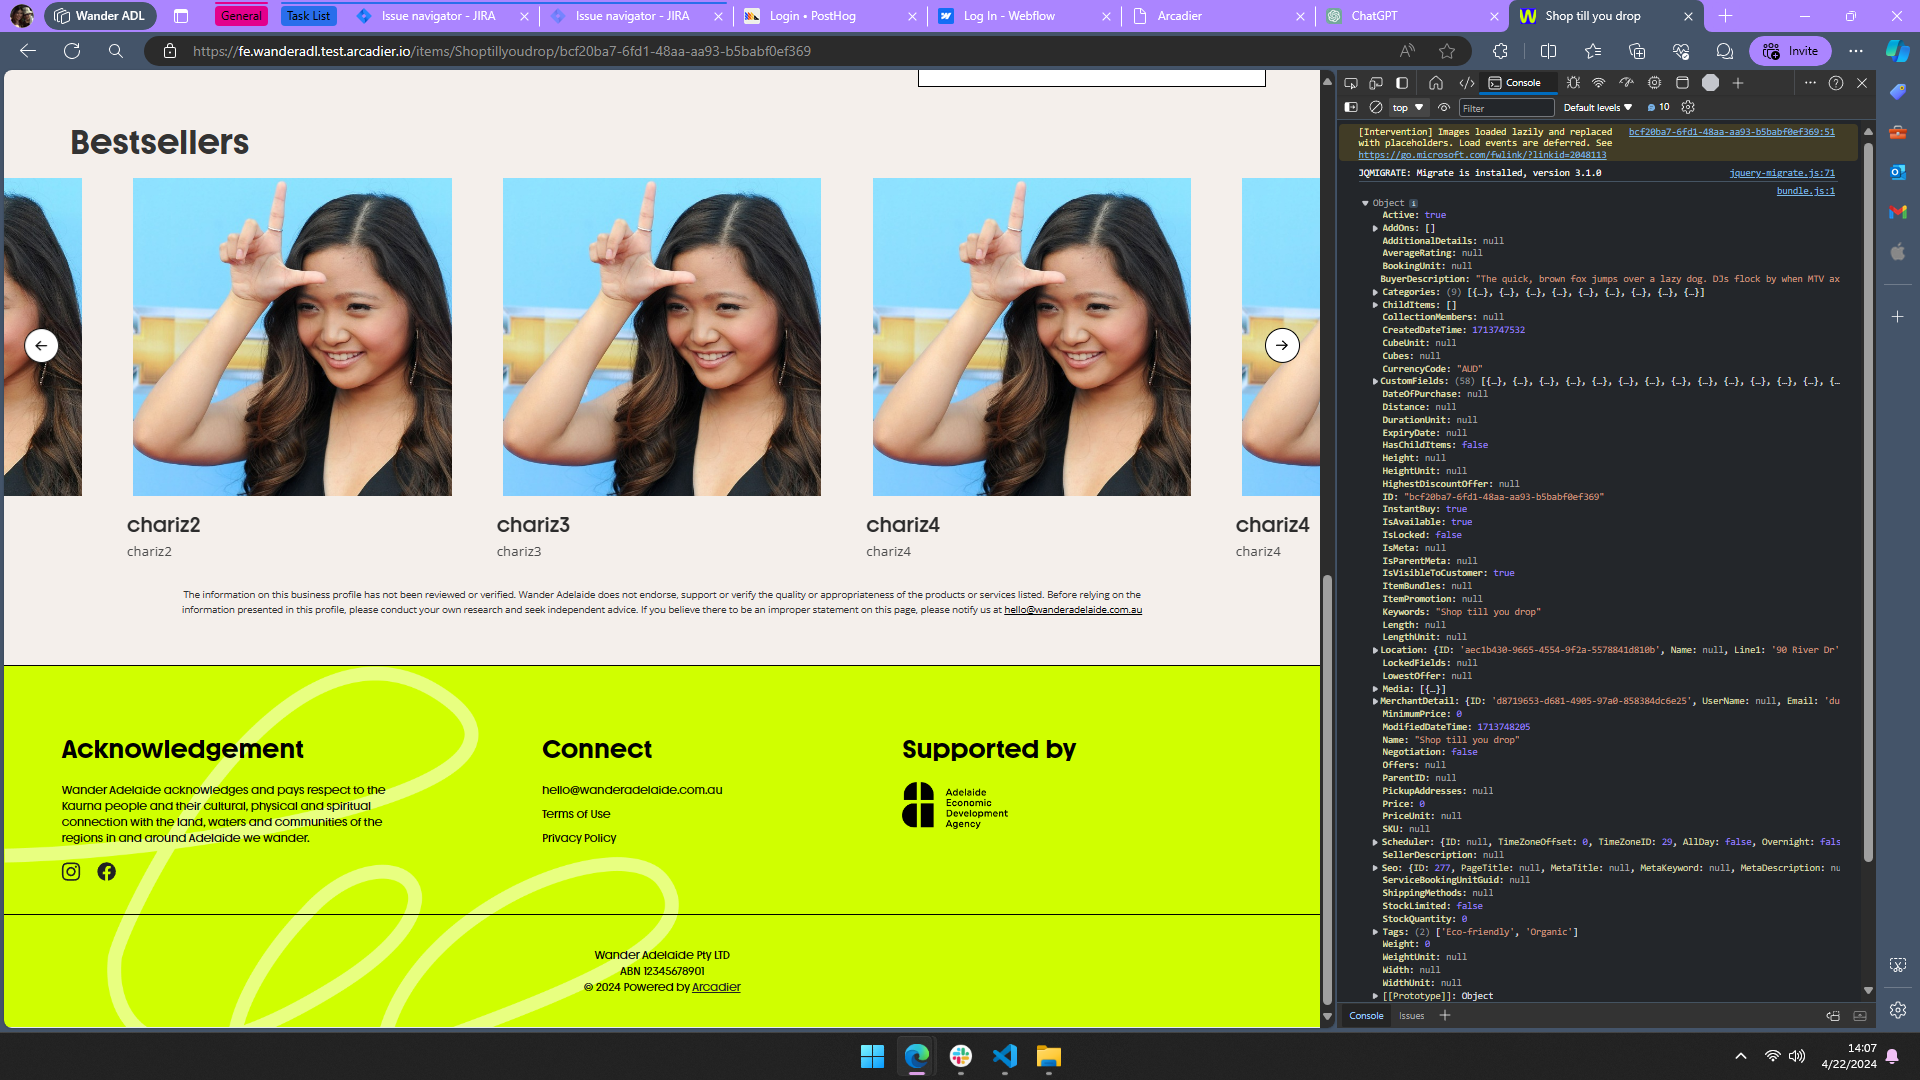 Wander ADL
General
Task List
Issue navigator - JIRA
Issue navigator - JIRA
Login • PostHog
Log In - Webflow
Arcadier
ChatGPT
Shop till you drop
https://fe.wanderadl.test.arcadier.io/items/Shoptillyoudrop/bcf20ba7-6fd1-48aa-aa93-b5babf0ef369
Invite
Bestsellers
chariz2
chariz3
chariz4
chariz4
chariz2
chariz3
chariz4
chariz4
The information on this business profile has not been reviewed or verified. Wander Adelaide does not endorse, support or verify the quality or appropriateness of the products or services listed. Before relying on the
information presented in this profile, please conduct your own research and seek independent advice. If you believe there to be an improper statement on this page, please notify us at hello@wanderadelaide.com.au
Acknowledgement
Wander Adelaide acknowledges and pays respect to the
Kaurna people and their cultural, physical and spiritual
connection with the land, waters and communities of the
regions in and around Adelaide we wander.
Connect
hello@wanderadelaide.com.au
Terms of Use
Privacy Policy
Supported by
Adelaide
Economic
Development
Agency
Wander Adelaide Pty LTD
ABN 12345678901
© 2024 Powered by Arcadier
Console
top
Filter
Default levels
10
[Intervention] Images loaded lazily and replaced bcf20ba7-6fd1-48aa-aa93-b5babf0ef369:51
with placeholders. Load events are deferred. See
https://go.microsoft.com/fwlink/?linkid=2048113
JQMIGRATE: Migrate is installed, version 3.1.0 jquery-migrate.js:71
bundle.js:1
Object
Active: true
AddOns: []
AdditionalDetails: null
AverageRating: null
BookingUnit: null
BuyerDescription: "The quick, brown fox jumps over a lazy dog. DJs flock by when MTV ax
Categories: (9) [{…}, {…}, {…}, {…}, {…}, {…}, {…}, {…}, {…}]
ChildItems: []
CollectionMembers: null
CreatedDateTime: 1713747532
CubeUnit: null
Cubes: null
CurrencyCode: "AUD"
CustomFields: (58) [{…}, {…}, {…}, {…}, {…}, {…}, {…}, {…}, {…}, {…}, {…}, {…}, {…}, {…
DateOfPurchase: null
Distance: null
DurationUnit: null
ExpiryDate: null
HasChildItems: false
Height: null
HeightUnit: null
HighestDiscountOffer: null
ID: "bcf20ba7-6fd1-48aa-aa93-b5babf0ef369"
InstantBuy: true
IsAvailable: true
IsLocked: false
IsMeta: null
IsParentMeta: null
IsVisibleToCustomer: true
ItemBundles: null
ItemPromotion: null
Keywords: "Shop till you drop"
Length: null
LengthUnit: null
Location: {ID: 'aec1b430-9665-4554-9f2a-5578841d810b', Name: null, Line1: '90 River Dr'
LockedFields: null
LowestOffer: null
Media: [{…}]
MerchantDetail: {ID: 'd8719653-d681-4905-97a0-858384dc6e25', UserName: null, Email: 'du
MinimumPrice: 0
ModifiedDateTime: 1713748205
Name: "Shop till you drop"
Negotiation: false
Offers: null
ParentID: null
PickupAddresses: null
Price: 0
PriceUnit: null
SKU: null
Scheduler: {ID: null, TimeZoneOffset: 0, TimeZoneID: 29, AllDay: false, Overnight: fals
SellerDescription: null
Seo: {ID: 277, PageTitle: null, MetaTitle: null, MetaKeyword: null, MetaDescription: nu
ServiceBookingUnitGuid: null
ShippingMethods: null
StockLimited: false
StockQuantity: 0
Tags: (2) ['Eco-friendly', 'Organic']
Weight: 0
WeightUnit: null
Width: null
WidthUnit: null
[[Prototype]]: Object
Console
Issues
14:07
4/22/2024